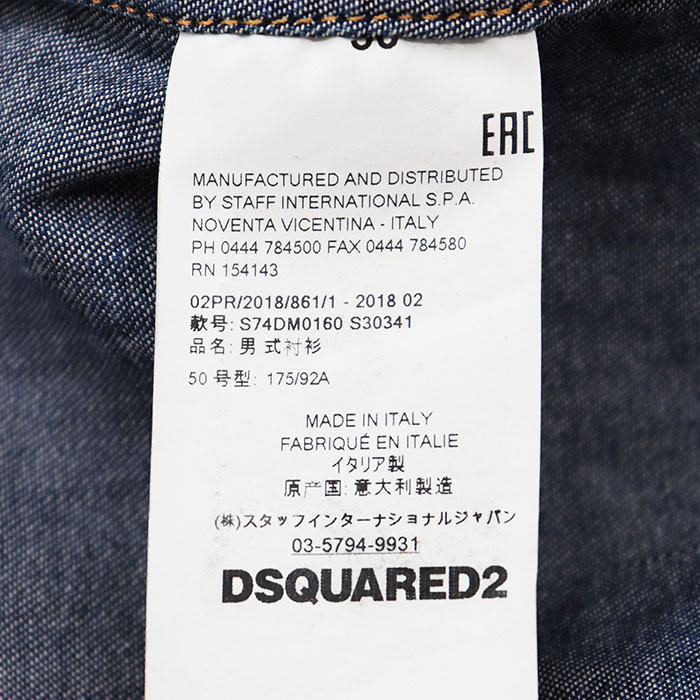 50
EAC
MANUFACTURED AND DISTRIBUTED
BY STAFF INTERNATIONAL S.P.A.
NOVENTA VICENTINA - ITALY
PH 0444 784500 FAX 0444 784580
RN 154143
02PR/2018/861/1 - 2018 02
款号: S74DM0160 S30341
品名: 男 式衬衫
50 号型: 175/92A
MADE IN ITALY
FABRIQUÉ EN ITALIE
イタリア製
原产国: 意大利製造
(株)スタッフインターナショナルジャパン
03-5794-9931
DSQUARED2